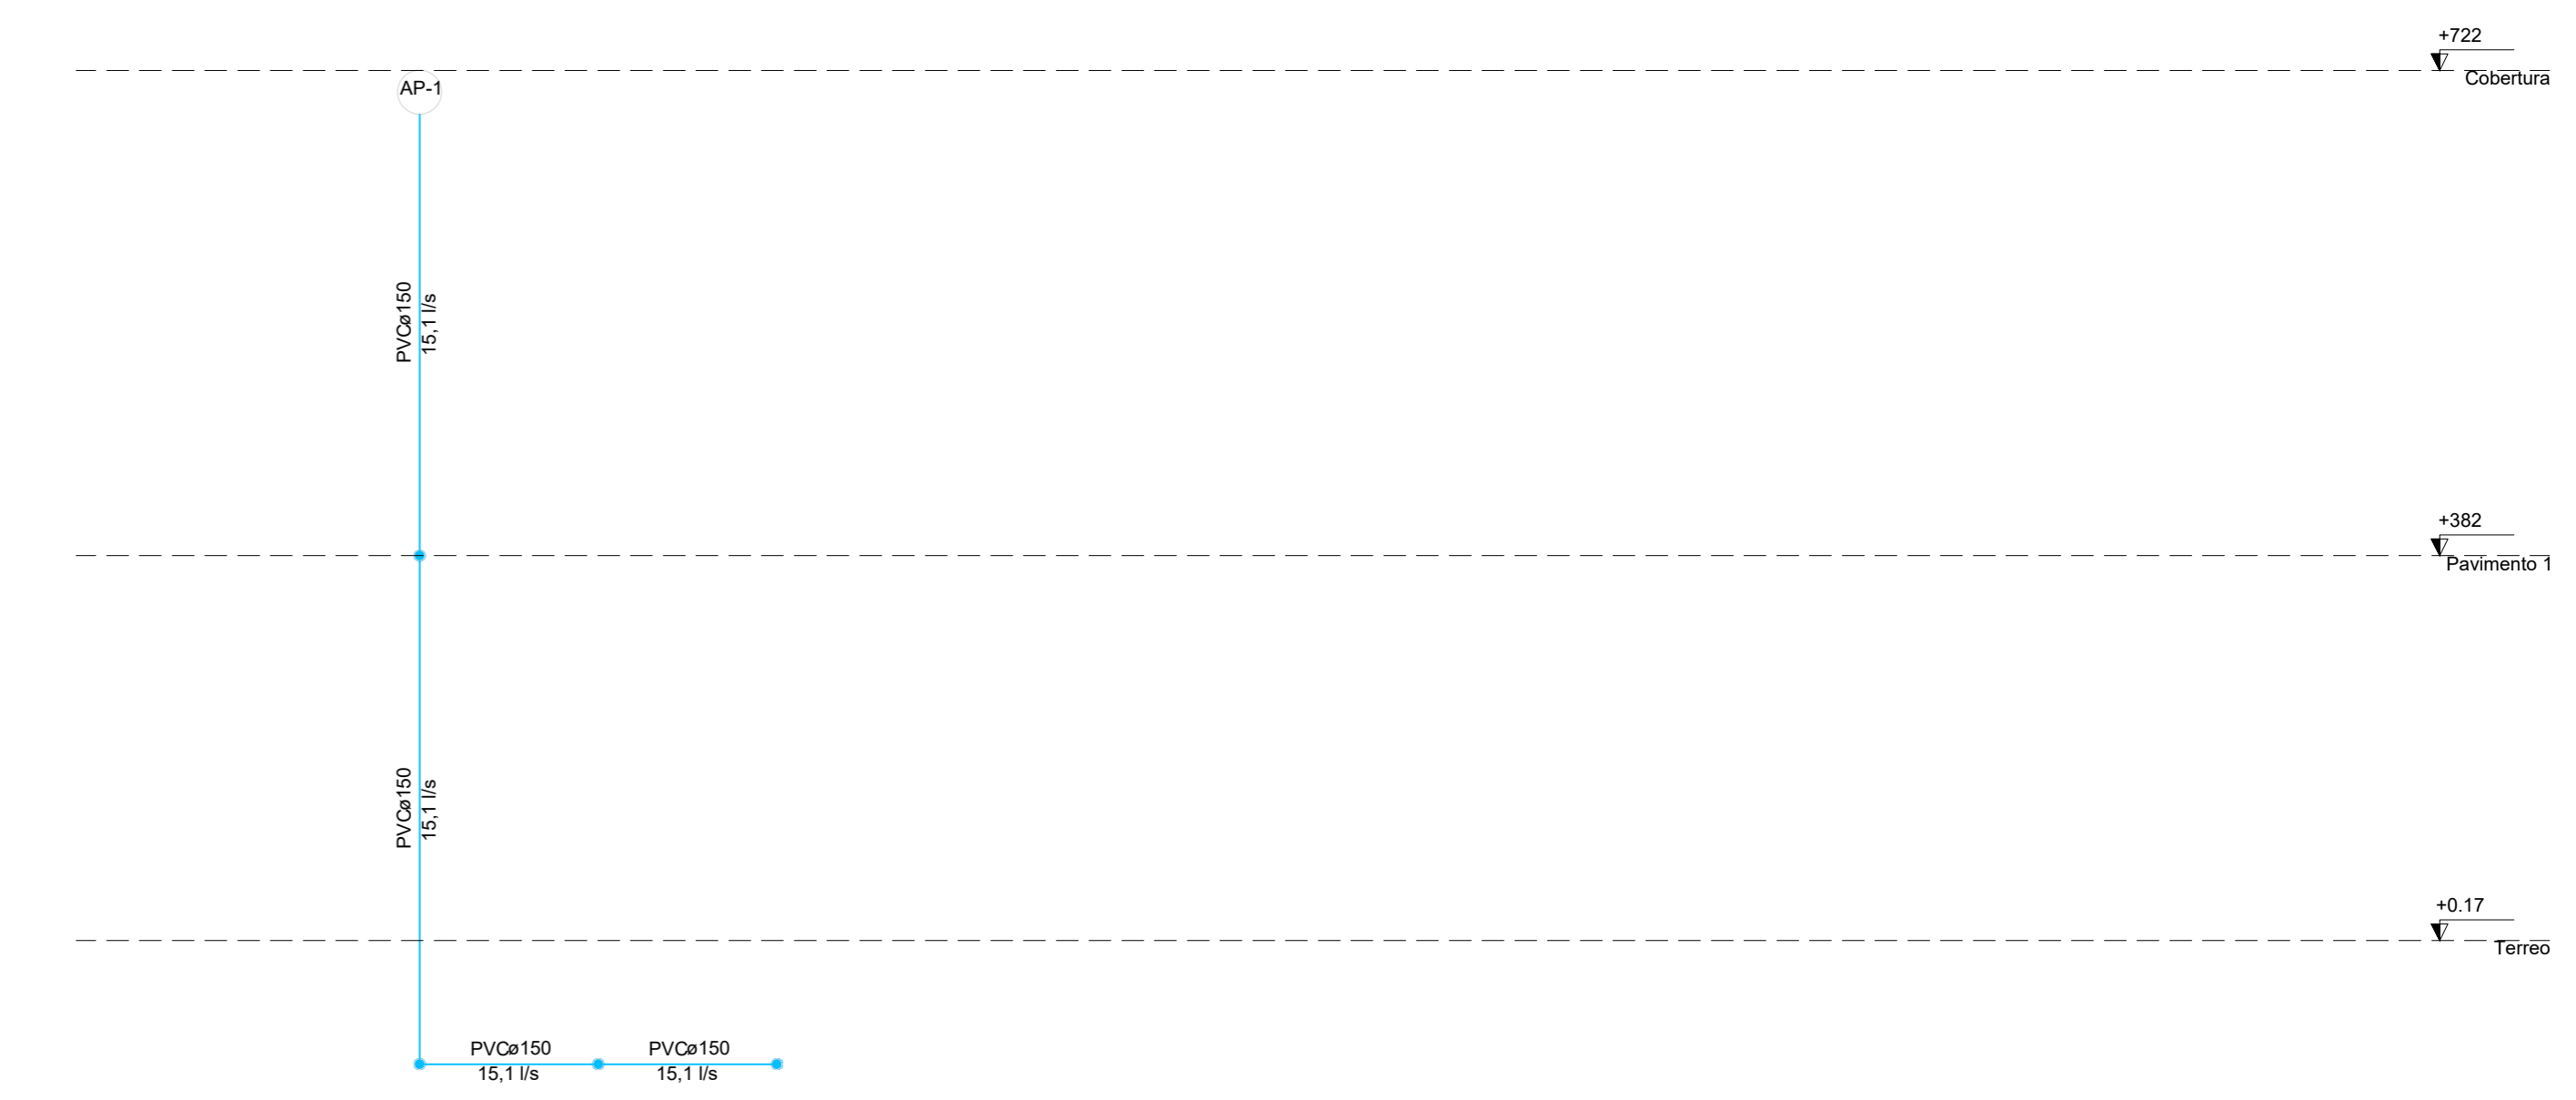 +722
Cobertura
AP-1
PVCø150
15,1 l/s
+382
Pavimento 1
PVCø150
15,1 l/s
+0.17
Terreo
PVCø150
15,1 l/s
PVCø150
15,1 l/s